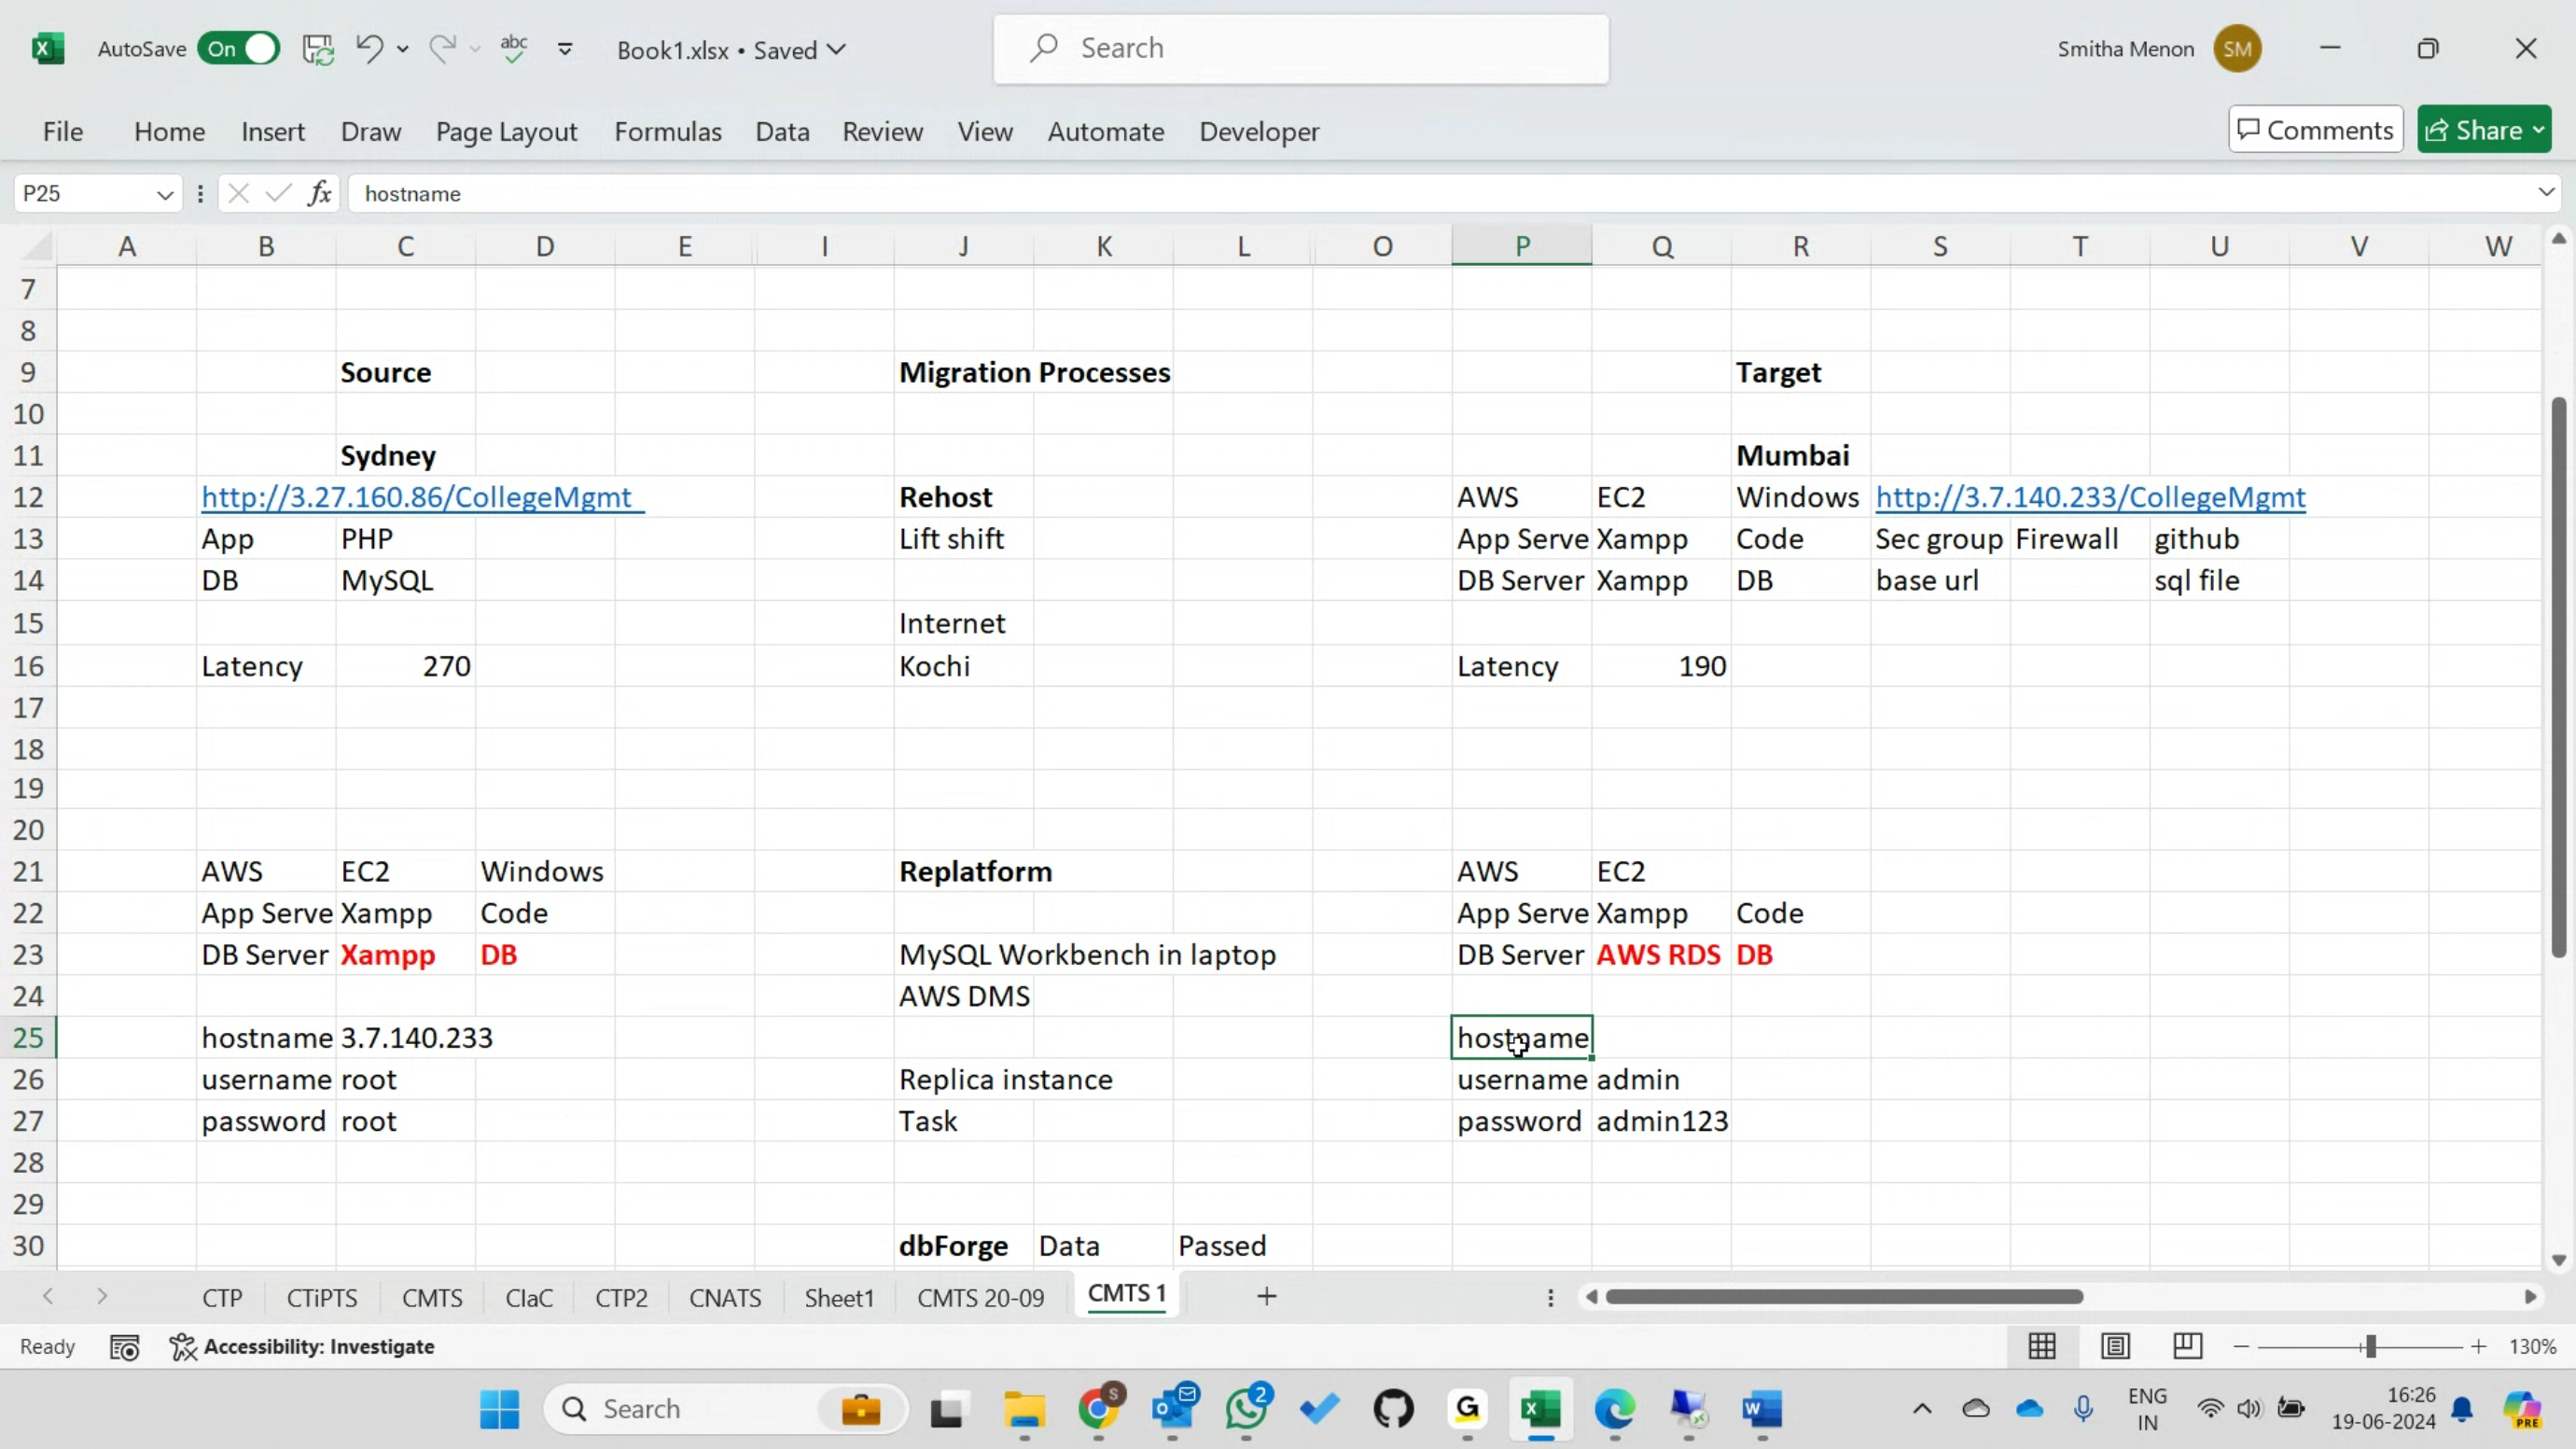 AutoSave On Book1.xlsx • Saved Search Smitha Menon SM
File Home Insert Draw Page Layout Formulas Data Review View Automate Developer Comments Share
P25 fx hostname
A B C D E I J K L O P Q R S T U V W
7
8
9 Source Migration Processes Target
10
11 Sydney Mumbai
12 http://3.27.160.86/CollegeMgmt Rehost AWS EC2 Windows http://3.7.140.233/CollegeMgmt
13 App PHP Lift shift App Serve Xampp Code Sec group Firewall github
14 DB MySQL DB Server Xampp DB base url sql file
15 Internet
16 Latency 270 Kochi Latency 190
17
18
19
20
21 AWS EC2 Windows Replatform AWS EC2
22 App Serve Xampp Code App Serve Xampp Code
23 DB Server Xampp DB MySQL Workbench in laptop DB Server AWS RDS DB
24 AWS DMS
25 hostname 3.7.140.233 hostname
26 username root Replica instance username admin
27 password root Task password admin123
28
29
30 dbForge Data Passed
CTP CTiPTS CMTS CIaC CTP2 CNATS Sheet1 CMTS 20-09 CMTS 1
Ready Accessibility: Investigate 130%
Search S 2 ENG IN 16:26 19-06-2024 PRE